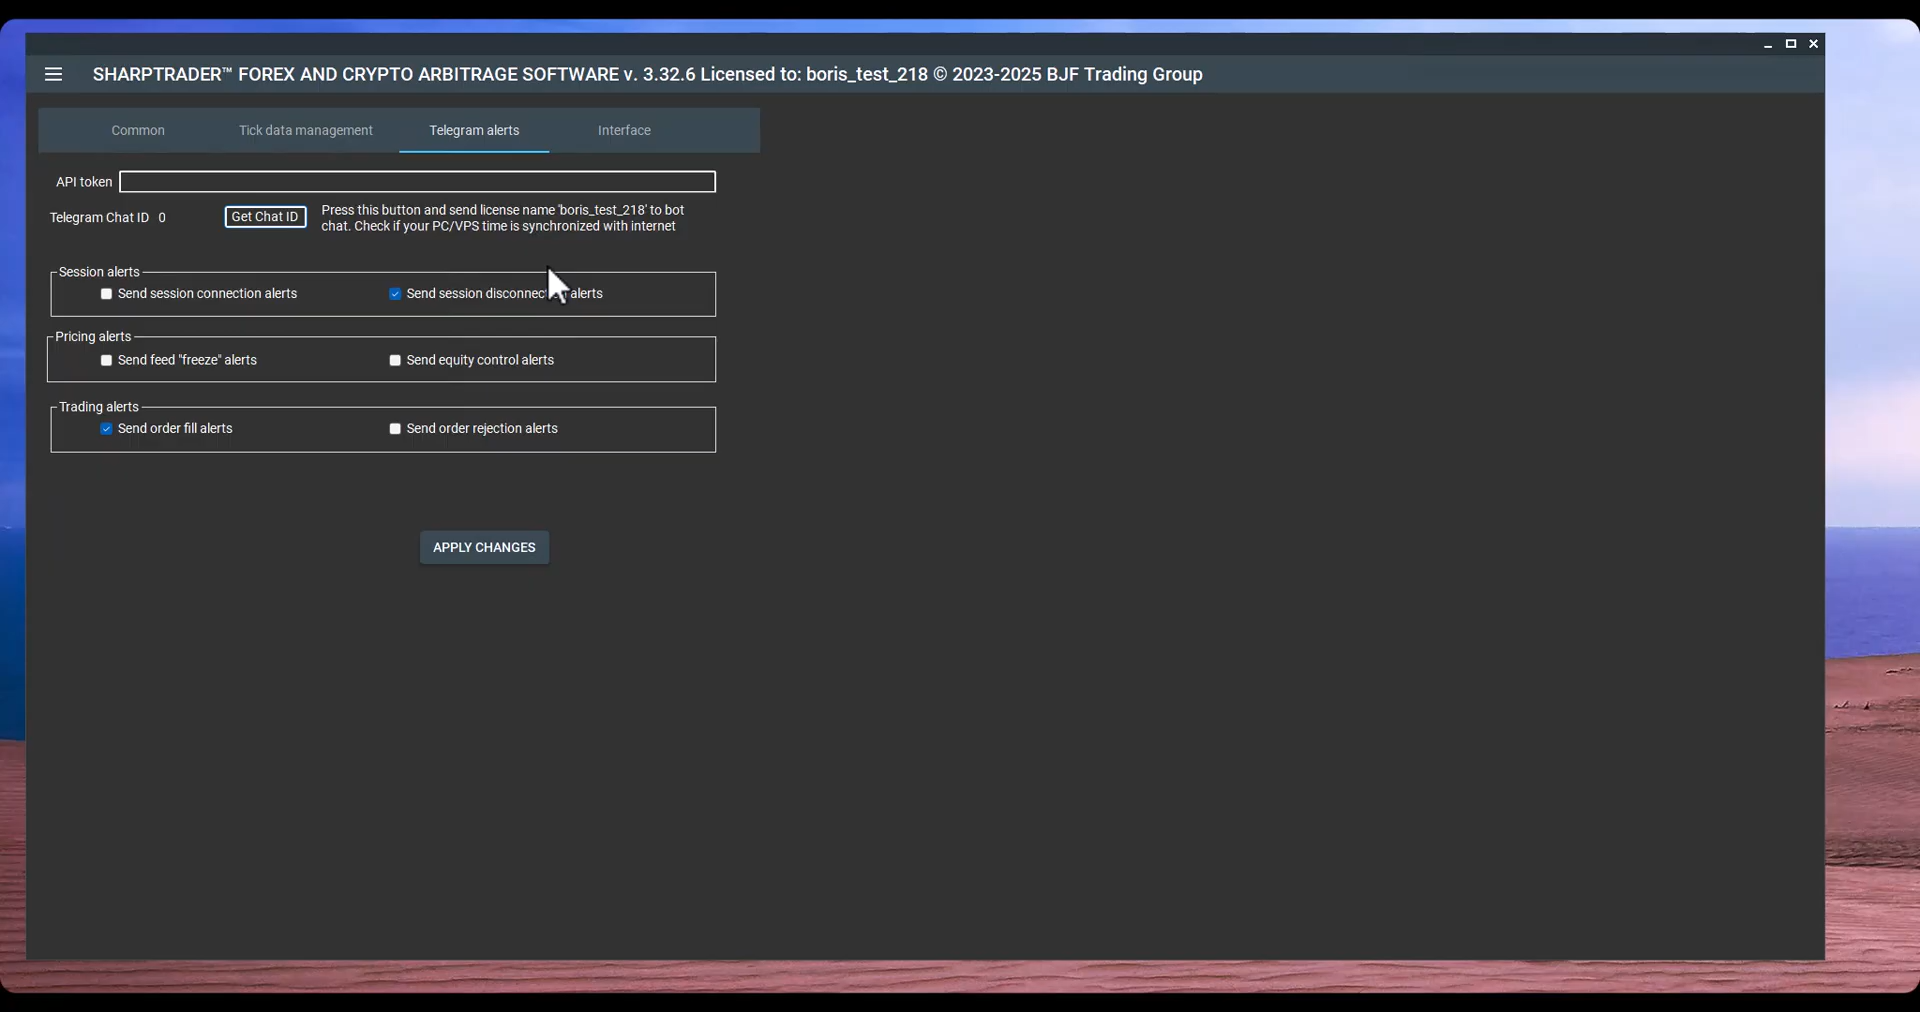 SHARPTRADER™ FOREX AND CRYPTO ARBITRAGE SOFTWARE v. 3.32.6 Licensed to: boris_test_218 © 2023-2025 BJF Trading Group
Common Tick data management Telegram alerts Interface
API token
Telegram Chat ID 0 Get Chat ID
Press this button and send license name 'boris_test_218' to bot
chat. Check if your PC/VPS time is synchronized with internet
Session alerts
Send session connection alerts Send session alerts
Pricing alerts
Send feed "freeze" alerts Send equity control alerts
Trading alerts
Send order fill alerts Send order rejection alerts
APPLY CHANGES